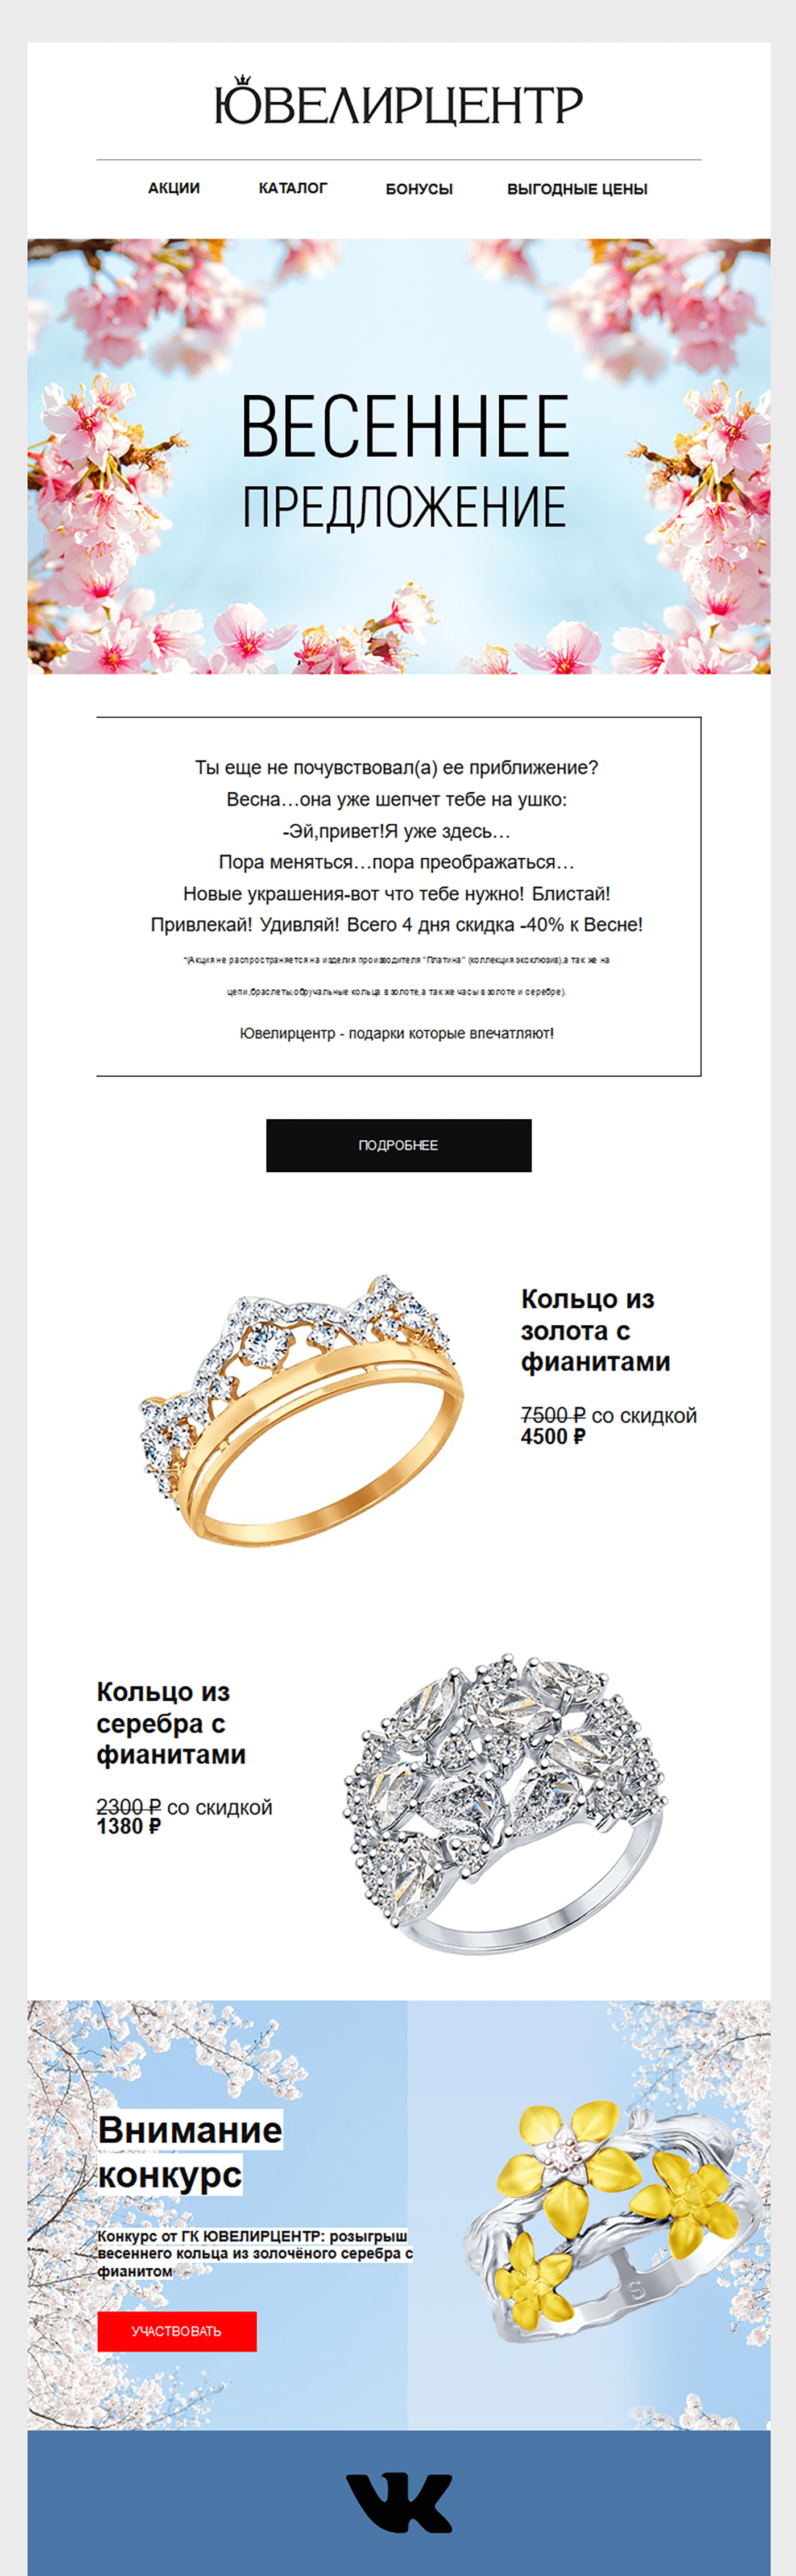 ЮВЕЛИРЦЕНТР
АКЦИИ КАТАЛОГ БОНУСЫ ВЫГОДНЫЕ ЦЕНЫ
ВЕСЕННЕЕ
ПРЕДЛОЖЕНИЕ
Ты еще не почувствовал(а) ее приближение?
Весна…она уже шепчет тебе на ушко:
-Эй,привет!Я уже здесь…
Пора меняться…пора преображаться…
Новые украшения-вот что тебе нужно! Блистай!
Привлекай! Удивляй! Всего 4 дня скидка -40% к Весне!
*(Акция не распространяется на изделия производителя "Платина" (коллекция эксклюзив),а так же на
цепи,браслеты,обручальные кольца в золоте,а так же часы в золоте и серебре).
Ювелирцентр - подарки которые впечатляют!
ПОДРОБНЕЕ
Кольцо из
золота с
фианитами
7500 ₽ со скидкой
4500 ₽
Кольцо из
серебра с
фианитами
2300 ₽ со скидкой
1380 ₽
Внимание
конкурс
Конкурс от ГК ЮВЕЛИРЦЕНТР: розыгрыш
весеннего кольца из золочёного серебра с
фианитом
УЧАСТВОВАТЬ